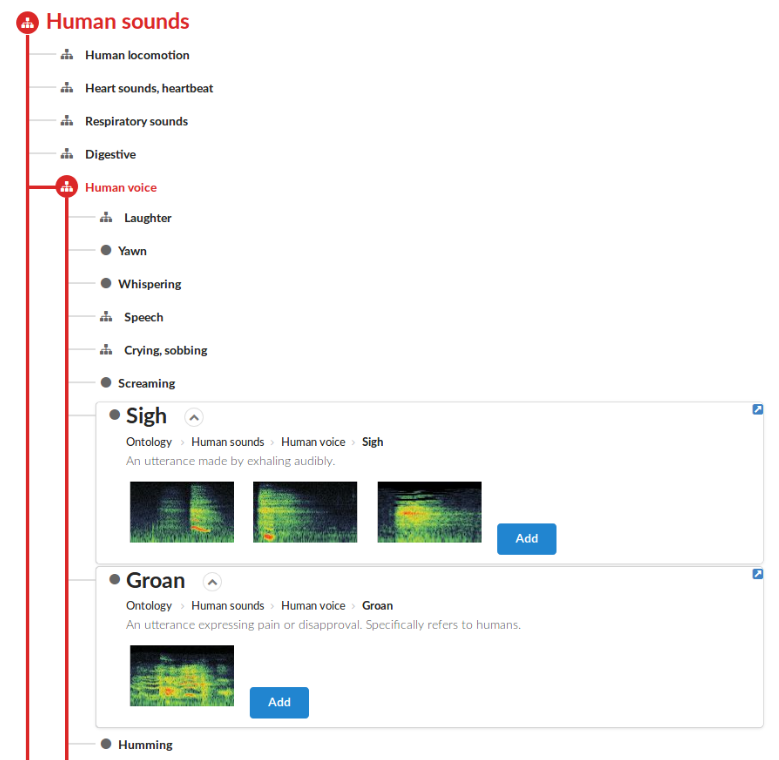 Human sounds
Human locomotion
Heart sounds, heartbeat
Respiratory sounds
Digestive
Human voice
Laughter
Yawn
Whispering
Speech
Crying, sobbing
Screaming
Sigh
Ontology › Human sounds › Human voice › Sigh
An utterance made by exhaling audibly.
Add
Groan
Ontology › Human sounds › Human voice › Groan
An utterance expressing pain or disapproval. Specifically refers to humans.
Add
Humming